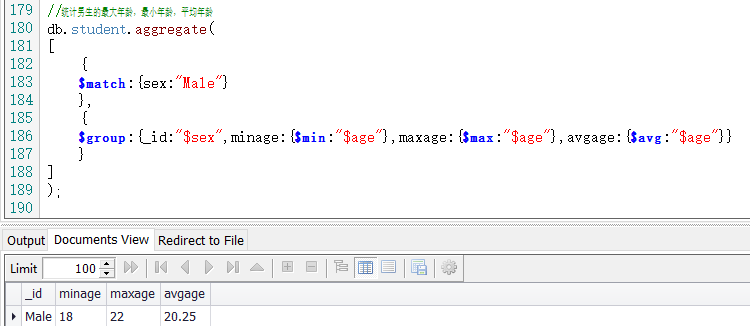 179 //统计男生的最大年龄，最小年龄，平均年龄
180 db.student.aggregate(
181 [
182 {
183 $match:{sex:"Male"}
184 },
185 {
186 $group:{_id:"$sex",minage:{$min:"$age"},maxage:{$max:"$age"},avgage:{$avg:"$age"}}
187 }
188 ]
189 );
190
Output Documents View Redirect to File
Limit 100
_id minage maxage avgage
Male 18 22 20.25